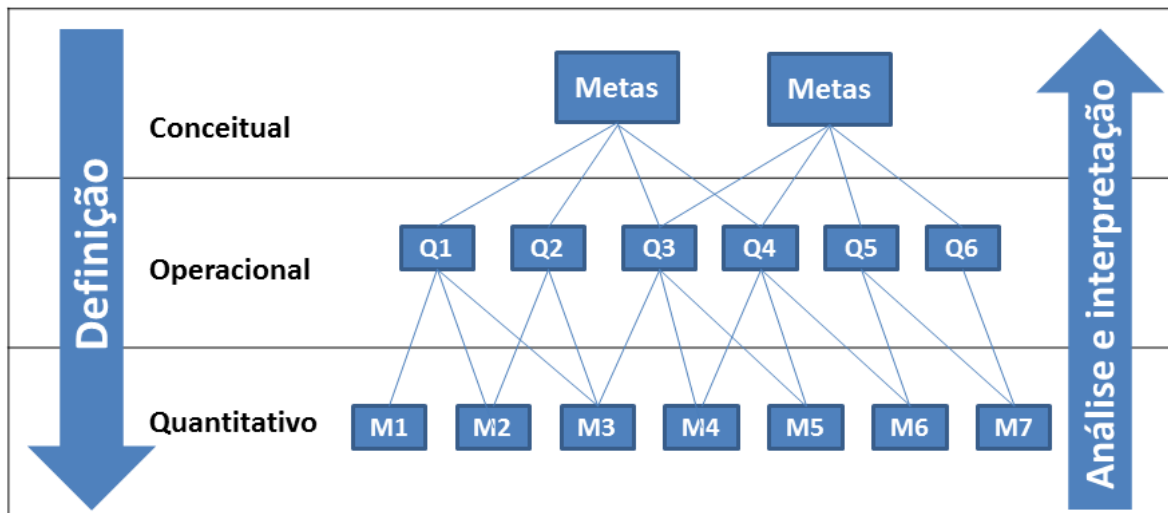 Definição
Conceitual
Metas
Metas
Operacional
Q1
Q2
Q3
Q4
Q5
Q6
Quantitativo
M1
M2
M3
M4
M5
M6
M7
Análise e interpretação